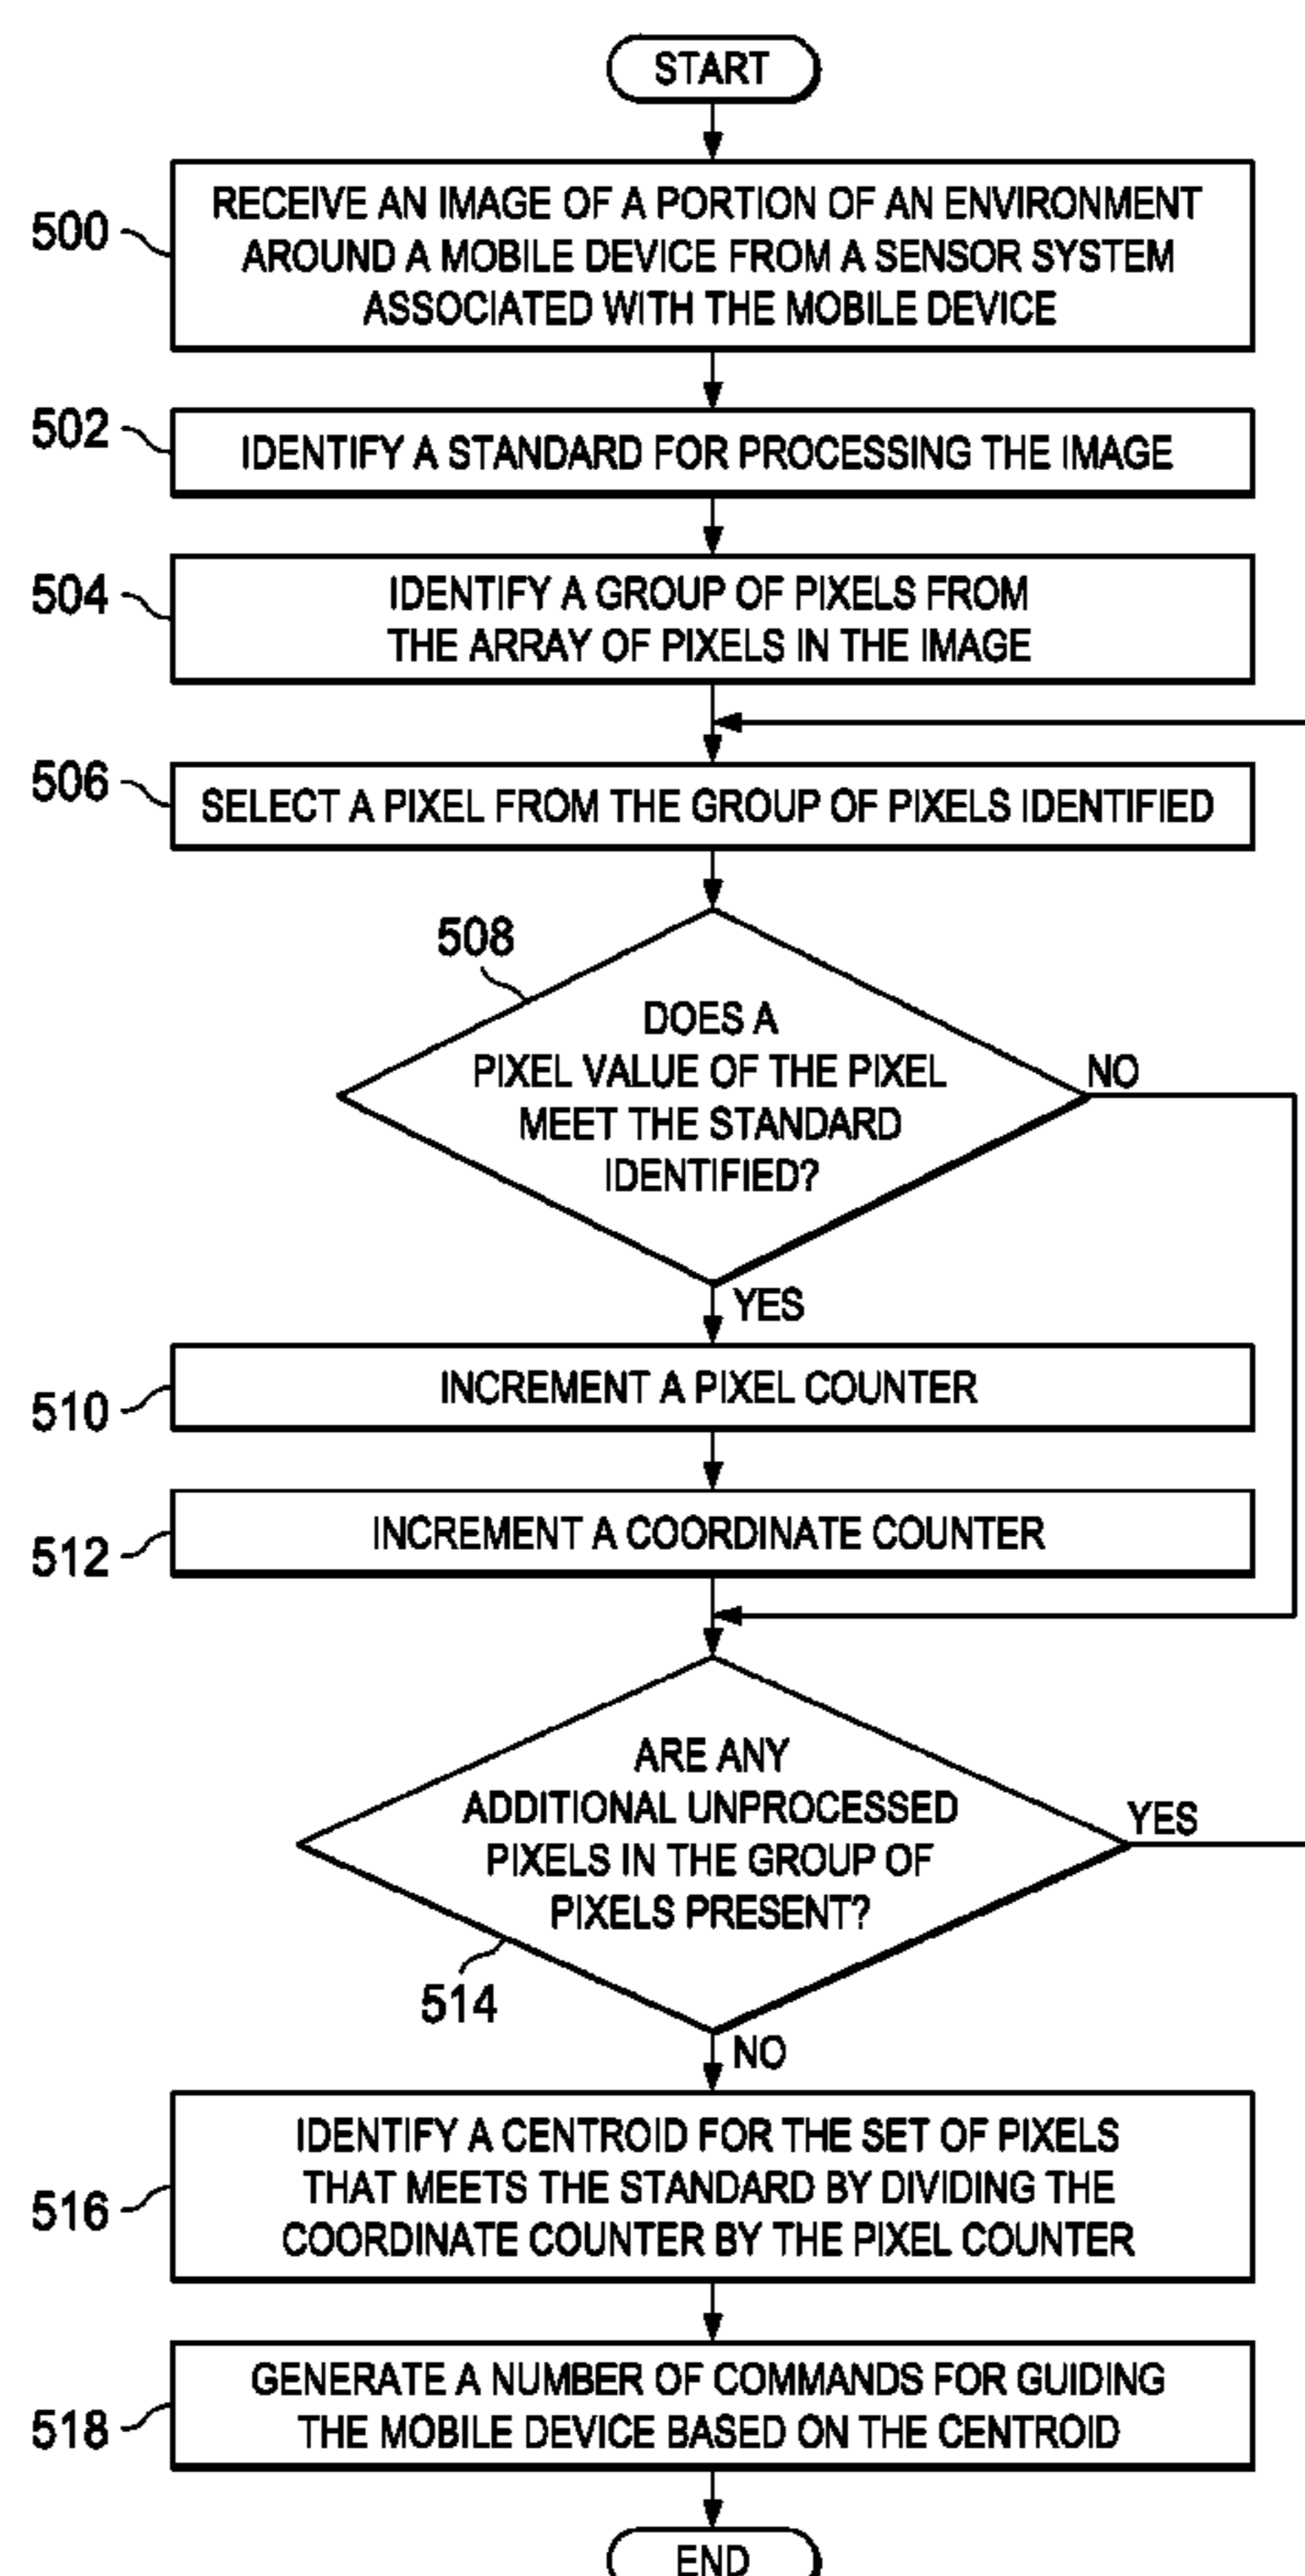 START
500
RECEIVE AN IMAGE OF A PORTION OF AN ENVIRONMENT
AROUND A MOBILE DEVICE FROM A SENSOR SYSTEM
ASSOCIATED WITH THE MOBILE DEVICE
502
IDENTIFY A STANDARD FOR PROCESSING THE IMAGE
504
IDENTIFY A GROUP OF PIXELS FROM
THE ARRAY OF PIXELS IN THE IMAGE
506
SELECT A PIXEL FROM THE GROUP OF PIXELS IDENTIFIED
508
DOES A
PIXEL VALUE OF THE PIXEL
MEET THE STANDARD
IDENTIFIED?
NO
YES
510
INCREMENT A PIXEL COUNTER
512
INCREMENT A COORDINATE COUNTER
ARE ANY
ADDITIONAL UNPROCESSED
PIXELS IN THE GROUP OF
PIXELS PRESENT?
YES
514
NO
516
IDENTIFY A CENTROID FOR THE SET OF PIXELS
THAT MEETS THE STANDARD BY DIVIDING THE
COORDINATE COUNTER BY THE PIXEL COUNTER
518
GENERATE A NUMBER OF COMMANDS FOR GUIDING
THE MOBILE DEVICE BASED ON THE CENTROID
END